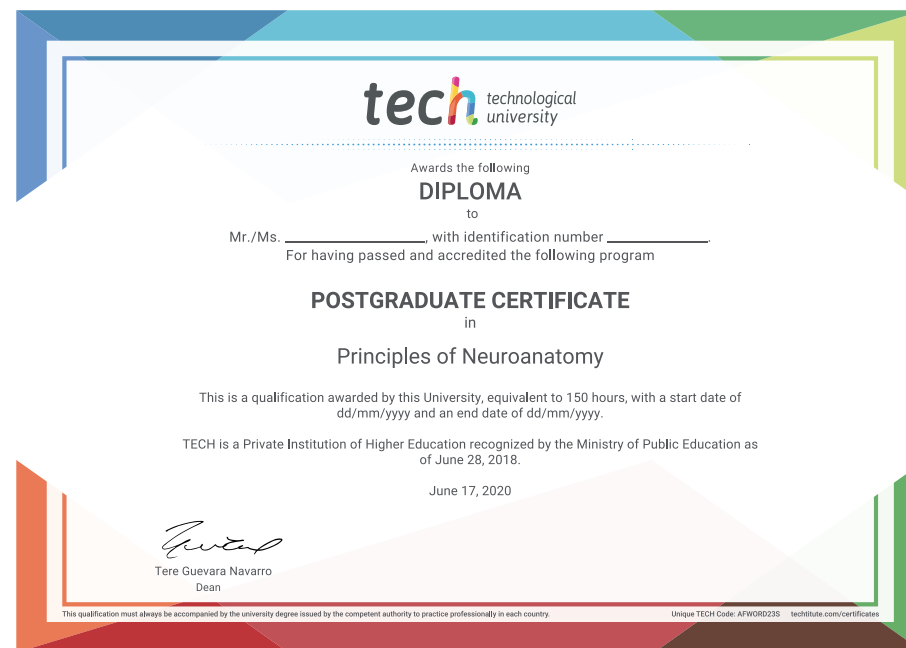 tech technological
university
Awards the following
DIPLOMA
to
Mr./Ms. ____________, with identification number ____________.
For having passed and accredited the following program
POSTGRADUATE CERTIFICATE
in
Principles of Neuroanatomy
This is a qualification awarded by this University, equivalent to 150 hours, with a start date of
dd/mm/yyyy and an end date of dd/mm/yyyy.
TECH is a Private Institution of Higher Education recognized by the Ministry of Public Education as
of June 28, 2018.
June 17, 2020
Tere Guevara Navarro
Dean
This qualification must always be accompanied by the university degree issued by the competent authority to practice professionally in each country.
Unique TECH Code: AFWORD23S techtitute.com/certificates